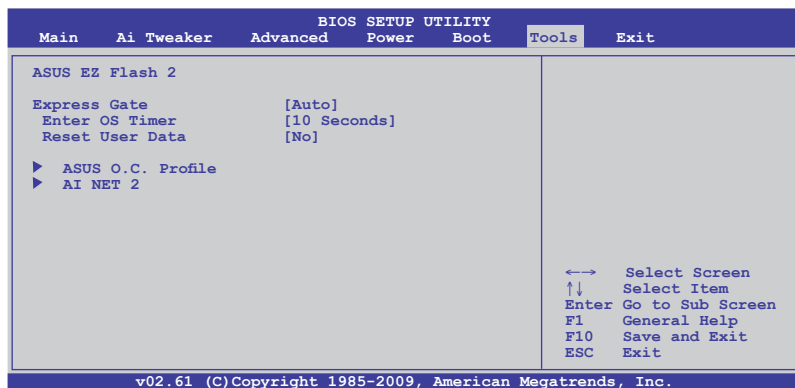 BIOS SETUP UTILITY
Main Ai Tweaker Advanced Power Boot Tools Exit
ASUS EZ Flash 2
Express Gate [Auto]
Enter OS Timer [10 Seconds]
Reset User Data [No]
▶ ASUS O.C. Profile
▶ AI NET 2
←→ Select Screen
↑↓ Select Item
Enter Go to Sub Screen
F1 General Help
F10 Save and Exit
ESC Exit
v02.61 (C)Copyright 1985-2009, American Megatrends, Inc.